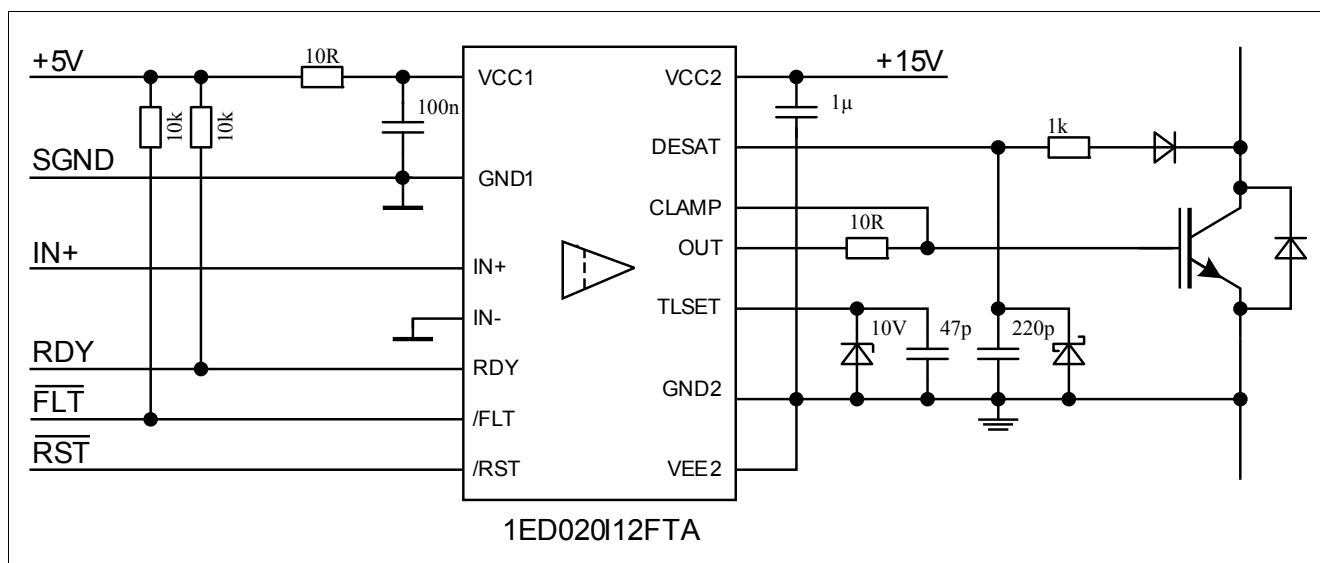 +5V
10R
VCC1
VCC2
+15V
10k
10k
100n
1µ
SGND
GND1
DESAT
1k
CLAMP
OUT
10R
IN+
IN+
IN-
TLSET
10V
47p
220p
RDY
RDY
GND2
FLT
/FLT
RST
/RST
VEE2
1ED020I12FTA